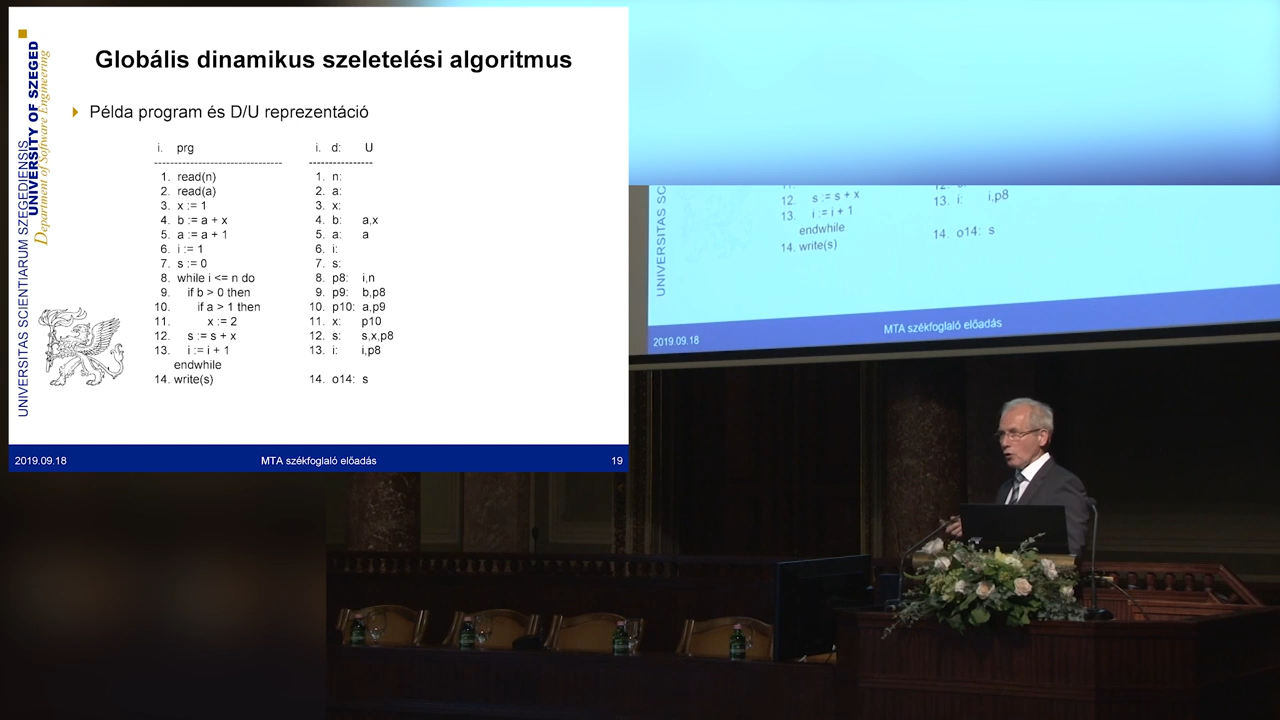 Globális dinamikus szeletelési algoritmus
Példa program és D/U reprezentáció
i. prg i. d: U
-------------------------------- ----------------
1. read(n) 1. n:
2. read(a) 2. a:
3. x := 1 3. x:
4. b := a + x 4. b: a,x
5. a := a + 1 5. a: a
6. i := 1 6. i:
7. s := 0 7. s:
8. while i <= n do 8. p8: i,n
9. if b > 0 then 9. p9: b,p8
10. if a > 1 then 10. p10: a,p9
11. x := 2 11. x: p10
12. s := s + x 12. s: s,x,p8
13. i := i + 1 13. i: i,p8
endwhile
14. write(s) 14. o14: s
UNIVERSITAS SCIENTIARUM SZEGEDIENSIS
UNIVERSITY OF SZEGED
Department of Software Engineering
2019.09.18 MTA székfoglaló előadás 19
12. s := s + x
13. i := i + 1 13. i: i,p8
endwhile
14. write(s) 14. o14: s
UNIVERSITAS SC
2019.09.18 MTA székfoglaló előadás